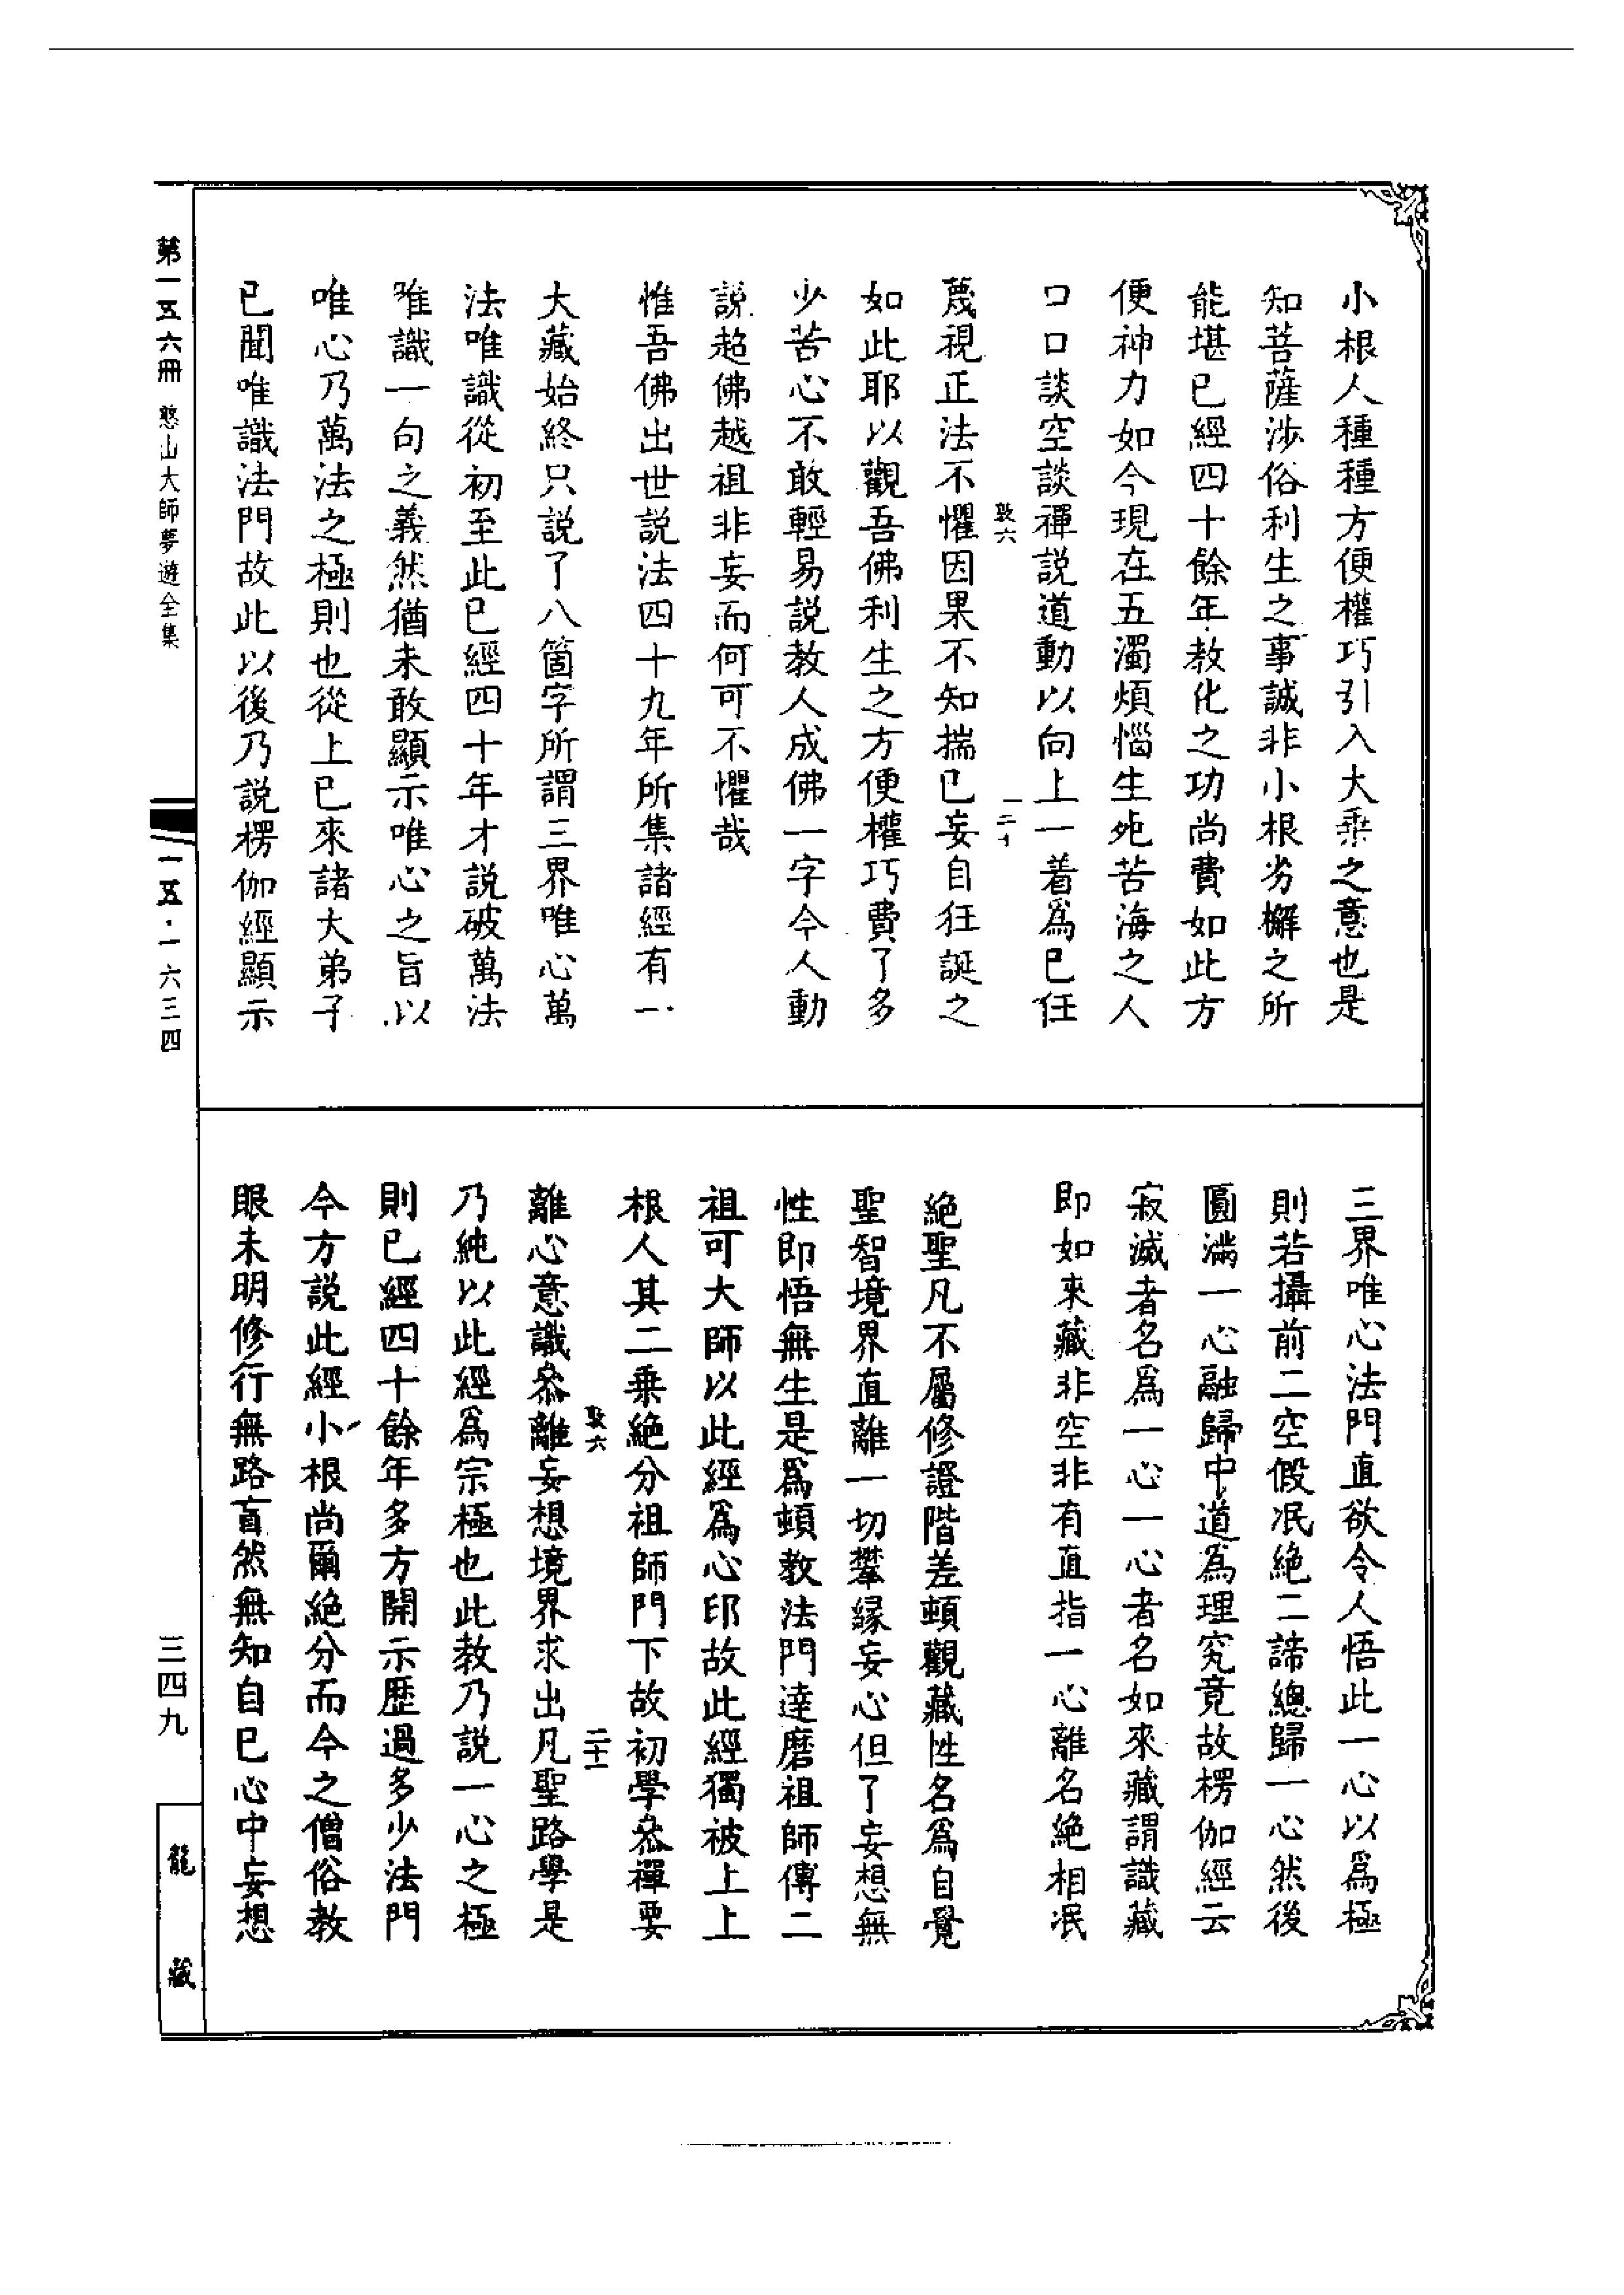 小根人種種方便權巧引入大乘之意也是
知菩薩涉俗利生之事誠非小根劣懈之所
能堪已經四十餘年教化之功尚費如此方
便神力如今現在五濁煩惱生死苦海之人
口口談空談禪說道動以向上一着爲已任
敦六
一二十
蔑視正法不懼因果不知揣已妄自狂誕之
如此耶以觀吾佛利生之方便權巧費了多
少苦心不敢輕易說教人成佛一字今人動
說超佛越祖非妄而何可不懼哉
惟吾佛出世說法四十九年所集諸經有一
大藏始終只說了八箇字所謂三界唯心萬
法唯識從初至此已經四十年才說破萬法
唯識一句之義然猶未敢顯示唯心之旨以
唯心乃萬法之極則也從上已來諸大弟子
已聞唯識法門故此以後乃說楞伽經顯示
三界唯心法門直欲令人悟此一心以爲極
則若攝前二空假泯絕二諦總歸一心然後
圓滿一心融歸中道爲理究竟故楞伽經云
寂滅者名爲一心一心者名如來藏謂識藏
即如來藏非空非有直指一心離名絕相泯
絕聖凡不屬修證階差頓觀藏性名爲自覺
聖智境界直離一切攀緣妄心但了妄想無
性即悟無生是爲頓教法門達磨祖師傳二
祖可大師以此經爲心印故此經獨被上上
根人其二乘絕分祖師門下故初學叅禪要
敦六
二十一
離心意識叅離妄想境界求出凡聖路學是
乃純以此經爲宗極也此教乃說一心之極
則已經四十餘年多方開示歷過多少法門
今方說此經小根尚爾絕分而今之僧俗教
眼未明修行無路盲然無知自已心中妄想
第一五六冊 憨山大師夢遊全集
一五·一六三四
三四九
龍藏